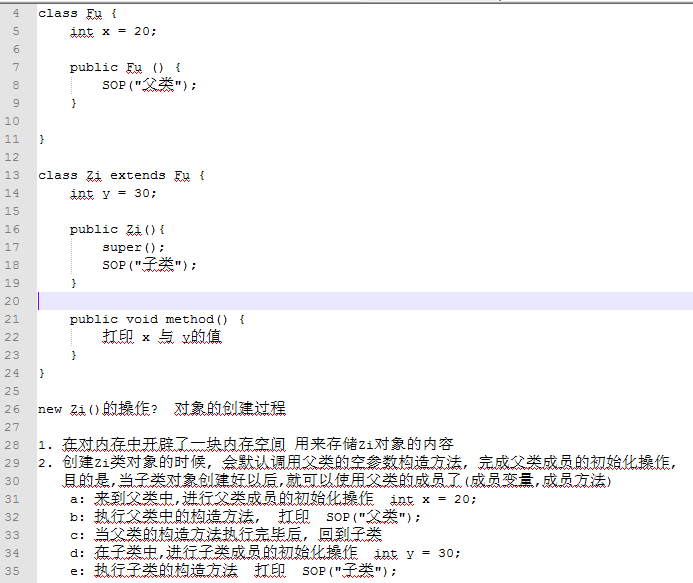 4 class Fu {
5 int x = 20;
6
7 public Fu () {
8 SOP("父类");
9 }
10
11 }
12
13 class Zi extends Fu {
14 int y = 30;
15
16 public Zi(){
17 super();
18 SOP("子类");
19 }
20
21 public void method() {
22 打印 x 与 y的值
23 }
24 }
25
26 new Zi()的操作? 对象的创建过程
27
28 1. 在对内存中开辟了一块内存空间 用来存储Zi对象的内容
29 2. 创建Zi类对象的时候, 会默认调用父类的空参数构造方法, 完成父类成员的初始化操作,
30 目的是,当子类对象创建好以后,就可以使用父类的成员了(成员变量,成员方法)
31 a: 来到父类中,进行父类成员的初始化操作 int x = 20;
32 b: 执行父类中的构造方法, 打印 SOP("父类");
33 c: 当父类的构造方法执行完毕后, 回到子类
34 d: 在子类中,进行子类成员的初始化操作 int y = 30;
35 e: 执行子类的构造方法 打印 SOP("子类");